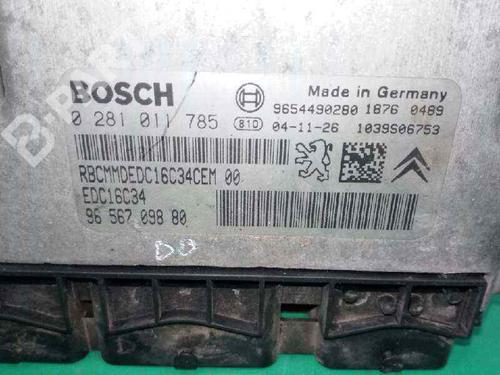 BOSCH
Made in Germany
9654490280 1876 0489
0 281 011 785 810 04-11-26 1039S06753
RBCMMDEDC16C34CEM 00
EDC16C34
96 567 098 80